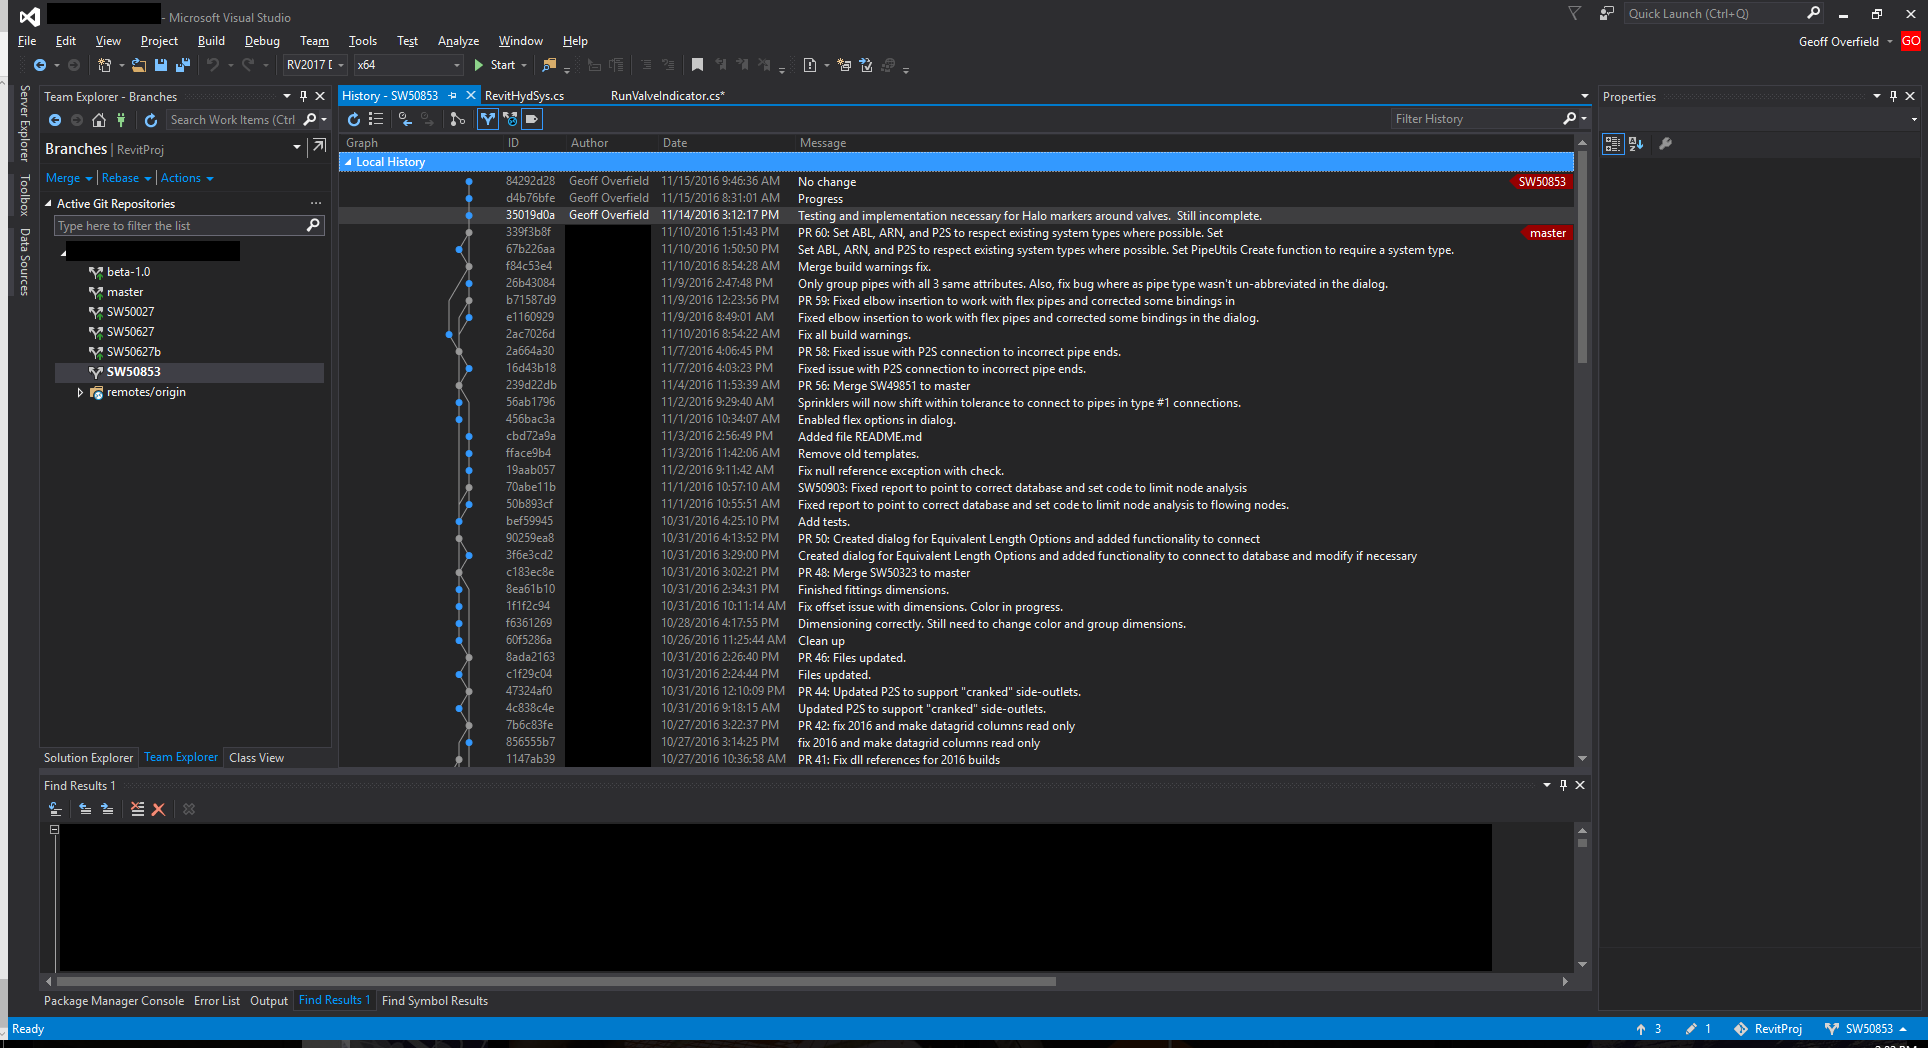 - Microsoft Visual Studio
Quick Launch (Ctrl+Q)
File Edit View Project Build Debug Team Tools Test Analyze Window Help
Geoff Overfield GO
RV2017 D x64 Start
Server Explorer
Toolbox
Data Sources
Team Explorer - Branches
Search Work Items (Ctrl
Branches | RevitProj
Merge Rebase Actions
Active Git Repositories
Type here to filter the list
beta-1.0
master
SW50027
SW50627
SW50627b
SW50853
remotes/origin
Solution Explorer Team Explorer Class View
History - SW50853 RevitHydSys.cs RunValveIndicator.cs*
Filter History
Graph ID Author Date Message
Local History
84292d28 Geoff Overfield 11/15/2016 9:46:36 AM No change SW50853
d4b76bfe Geoff Overfield 11/15/2016 8:31:01 AM Progress
35019d0a Geoff Overfield 11/14/2016 3:12:17 PM Testing and implementation necessary for Halo markers around valves. Still incomplete.
339f3b8f 11/10/2016 1:51:43 PM PR 60: Set ABL, ARN, and P2S to respect existing system types where possible. Set master
67b226aa 11/10/2016 1:50:50 PM Set ABL, ARN, and P2S to respect existing system types where possible. Set PipeUtils Create function to require a system type.
f84c53e4 11/10/2016 8:54:28 AM Merge build warnings fix.
26b43084 11/9/2016 2:47:48 PM Only group pipes with all 3 same attributes. Also, fix bug where as pipe type wasn't un-abbreviated in the dialog.
b71587d9 11/9/2016 12:23:56 PM PR 59: Fixed elbow insertion to work with flex pipes and corrected some bindings in
e1160929 11/9/2016 8:49:01 AM Fixed elbow insertion to work with flex pipes and corrected some bindings in the dialog.
2ac7026d 11/10/2016 8:54:22 AM Fix all build warnings.
2a664a30 11/7/2016 4:06:45 PM PR 58: Fixed issue with P2S connection to incorrect pipe ends.
16d43b18 11/7/2016 4:03:23 PM Fixed issue with P2S connection to incorrect pipe ends.
239d22db 11/4/2016 11:53:39 AM PR 56: Merge SW49851 to master
56ab1796 11/2/2016 9:29:40 AM Sprinklers will now shift within tolerance to connect to pipes in type #1 connections.
456bac3a 11/1/2016 10:34:07 AM Enabled flex options in dialog.
cbd72a9a 11/3/2016 2:56:49 PM Added file README.md
fface9b4 11/3/2016 11:42:06 AM Remove old templates.
19aab057 11/2/2016 9:11:42 AM Fix null reference exception with check.
70abe11b 11/1/2016 10:57:10 AM SW50903: Fixed report to point to correct database and set code to limit node analysis
50b893cf 11/1/2016 10:55:51 AM Fixed report to point to correct database and set code to limit node analysis to flowing nodes.
bef59945 10/31/2016 4:25:10 PM Add tests.
90259ea8 10/31/2016 4:13:52 PM PR 50: Created dialog for Equivalent Length Options and added functionality to connect
3f6e3cd2 10/31/2016 3:29:00 PM Created dialog for Equivalent Length Options and added functionality to connect to database and modify if necessary
c183ec8e 10/31/2016 3:02:21 PM PR 48: Merge SW50323 to master
8ea61b10 10/31/2016 2:34:31 PM Finished fittings dimensions.
1f1f2c94 10/31/2016 10:11:14 AM Fix offset issue with dimensions. Color in progress.
f6361269 10/28/2016 4:17:55 PM Dimensioning correctly. Still need to change color and group dimensions.
60f5286a 10/26/2016 11:25:44 AM Clean up
8ada2163 10/31/2016 2:26:40 PM PR 46: Files updated.
c1f29c04 10/31/2016 2:24:44 PM Files updated.
47324af0 10/31/2016 12:10:09 PM PR 44: Updated P2S to support "cranked" side-outlets.
4c838c4e 10/31/2016 9:18:15 AM Updated P2S to support "cranked" side-outlets.
7b6c83fe 10/27/2016 3:22:37 PM PR 42: fix 2016 and make datagrid columns read only
856555b7 10/27/2016 3:14:25 PM fix 2016 and make datagrid columns read only
1147ab39 10/27/2016 10:36:58 AM PR 41: Fix dll references for 2016 builds
Properties
Find Results 1
Package Manager Console Error List Output Find Results 1 Find Symbol Results
Ready 3 1 RevitProj SW50853